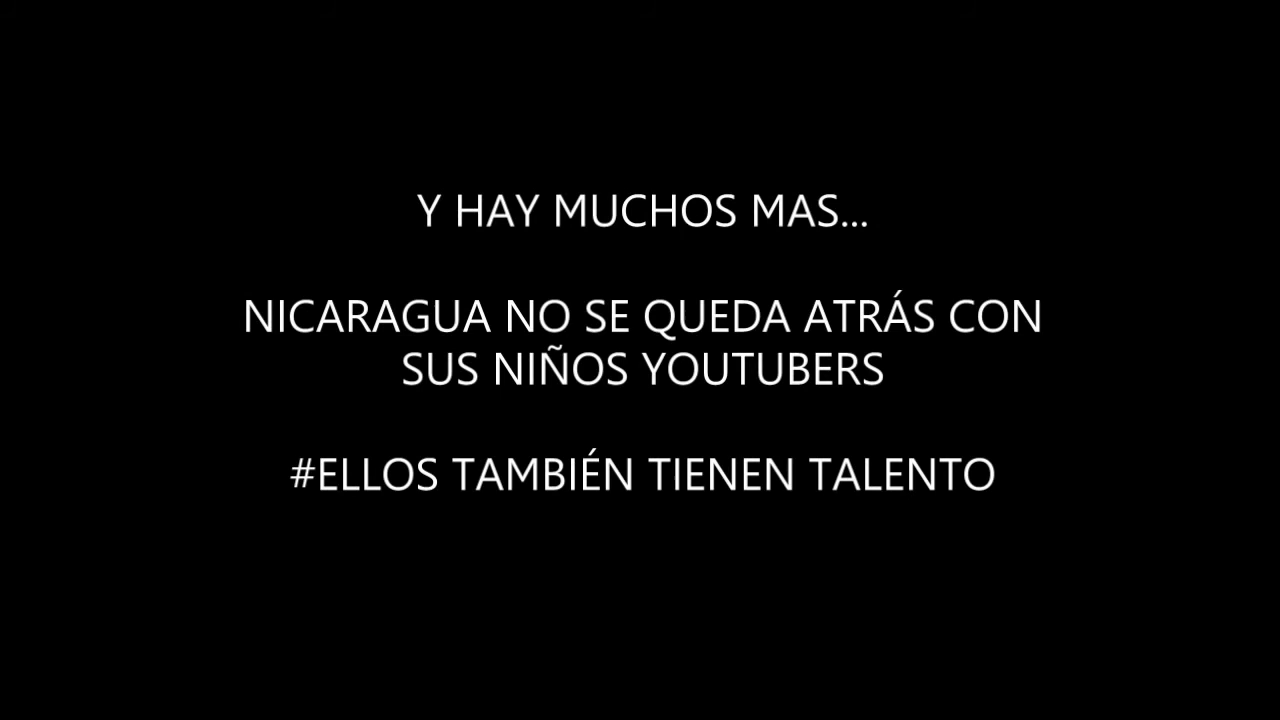 Y HAY MUCHOS MAS...
NICARAGUA NO SE QUEDA ATRÁS CON
SUS NIÑOS YOUTUBERS
#ELLOS TAMBIÉN TIENEN TALENTO